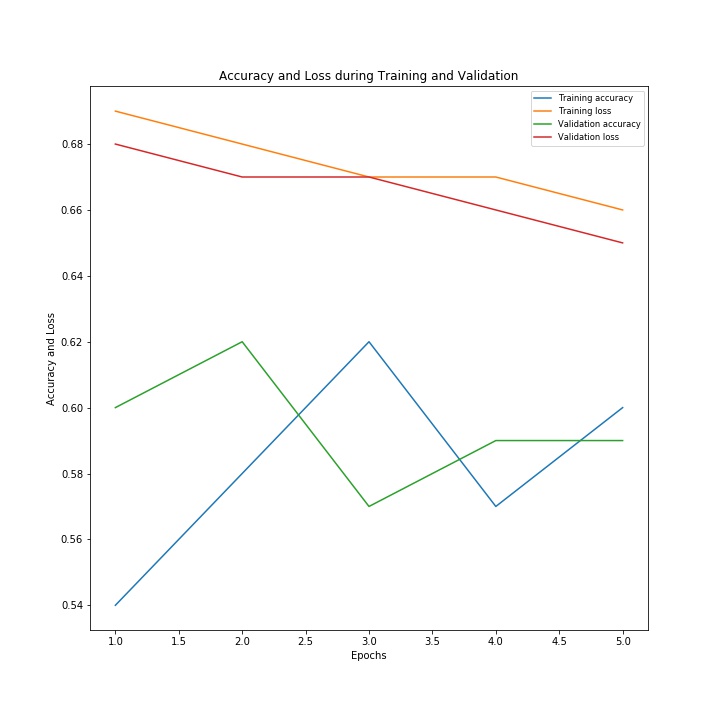 Accuracy and Loss during Training and Validation
Training accuracy
Training loss
Validation accuracy
Validation loss
0.68
0.66
0.64
0.62
0.60
0.58
0.56
0.54
Accuracy and Loss
1.0 1.5 2.0 2.5 3.0 3.5 4.0 4.5 5.0
Epochs